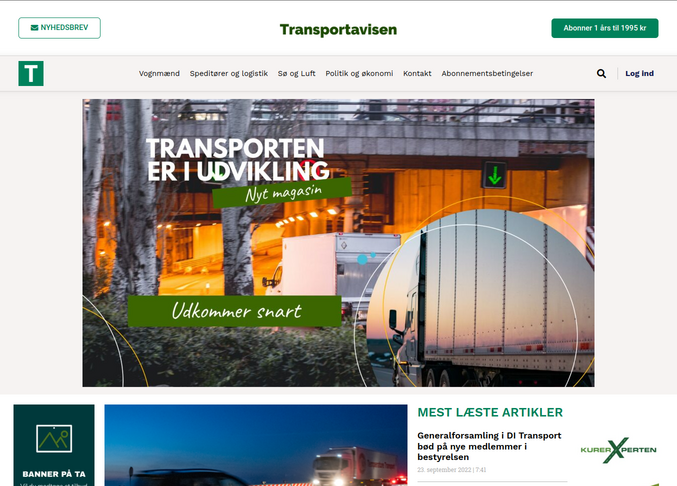 NYHEDSBREV
Transportavisen
Abonner 1 års til 1995 kr
T
Vognmænd
Speditører og logistik
Sø og Luft
Politik og økonomi
Kontakt
Abonnementsbetingelser
Log ind
TRANSPORTEN
ER I UDVIKLING
Nyt magasin
Udkommer snart
MEST LÆSTE ARTIKLER
Generalforsamling i DI Transport
bød på nye medlemmer i
bestyrelsen
23. september 2022 | 7:41
KURERXPERTEN
BANNER PÅ TA